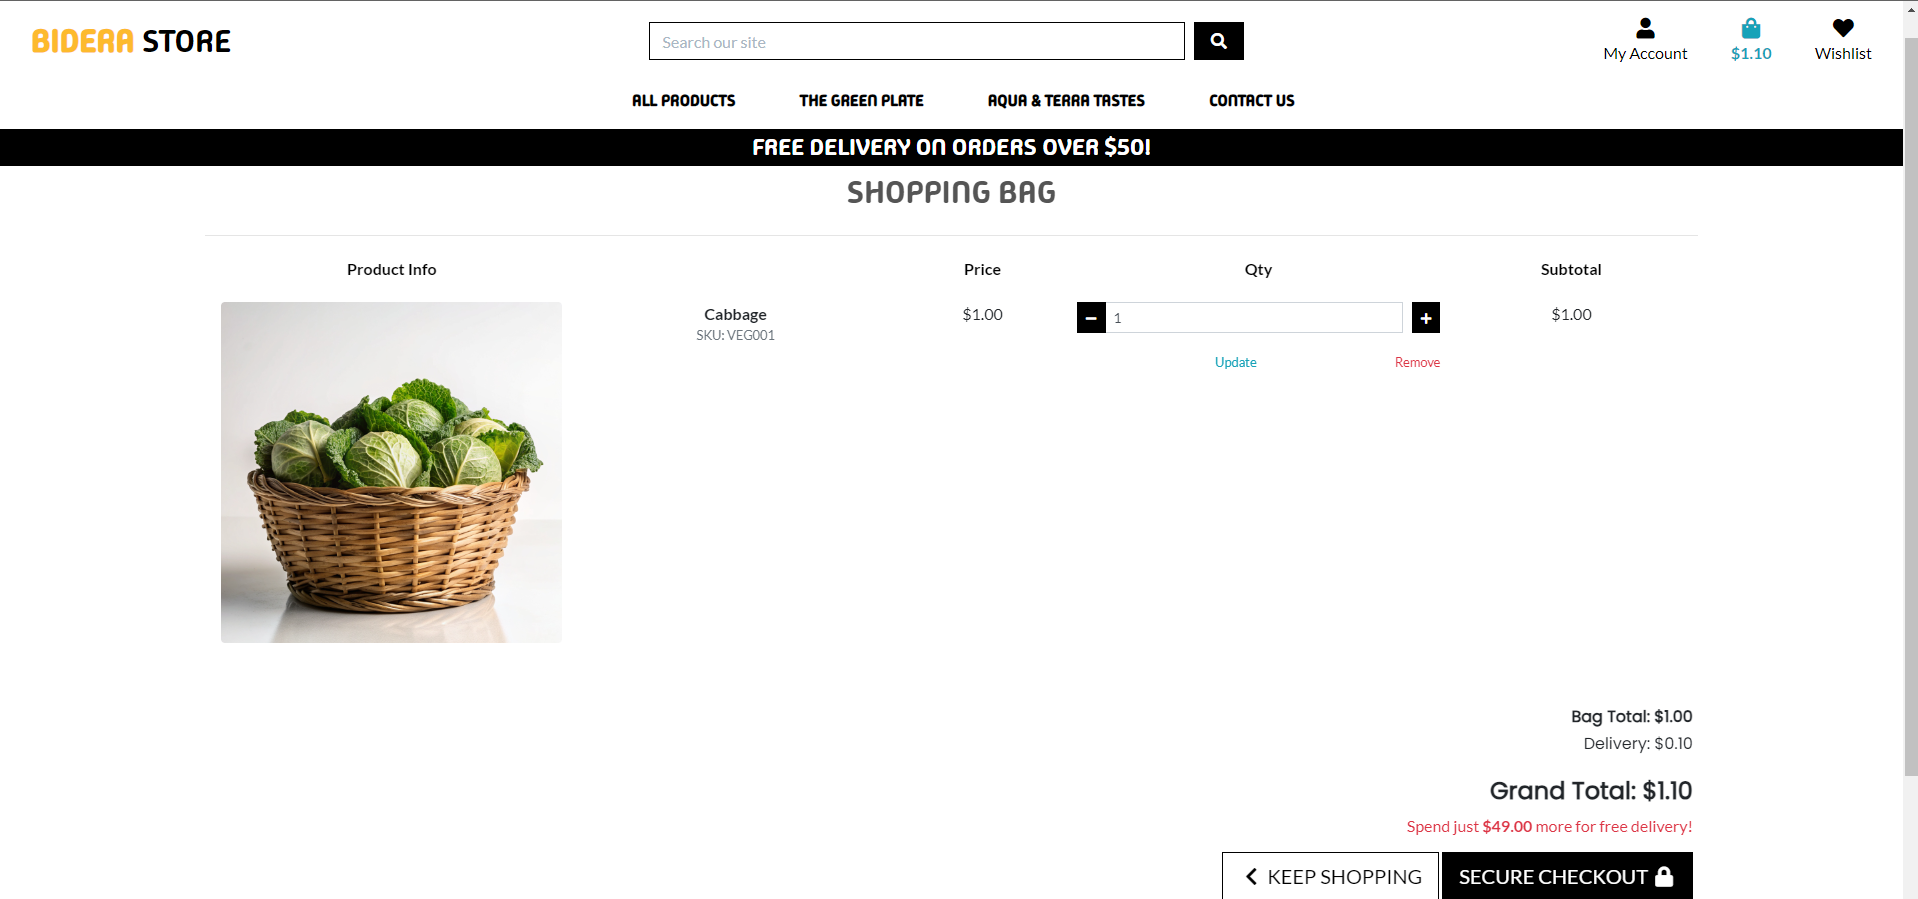 BIDERA STORE
Search our site
My Account
$1.10
Wishlist
ALL PRODUCTS
THE GREEN PLATE
AQUA & TERRA TASTES
CONTACT US
FREE DELIVERY ON ORDERS OVER $50!
SHOPPING BAG
Product Info
Price
Qty
Subtotal
Cabbage
SKU: VEG001
$1.00
1
$1.00
Update
Remove
Bag Total: $1.00
Delivery: $0.10
Grand Total: $1.10
Spend just $49.00 more for free delivery!
KEEP SHOPPING
SECURE CHECKOUT